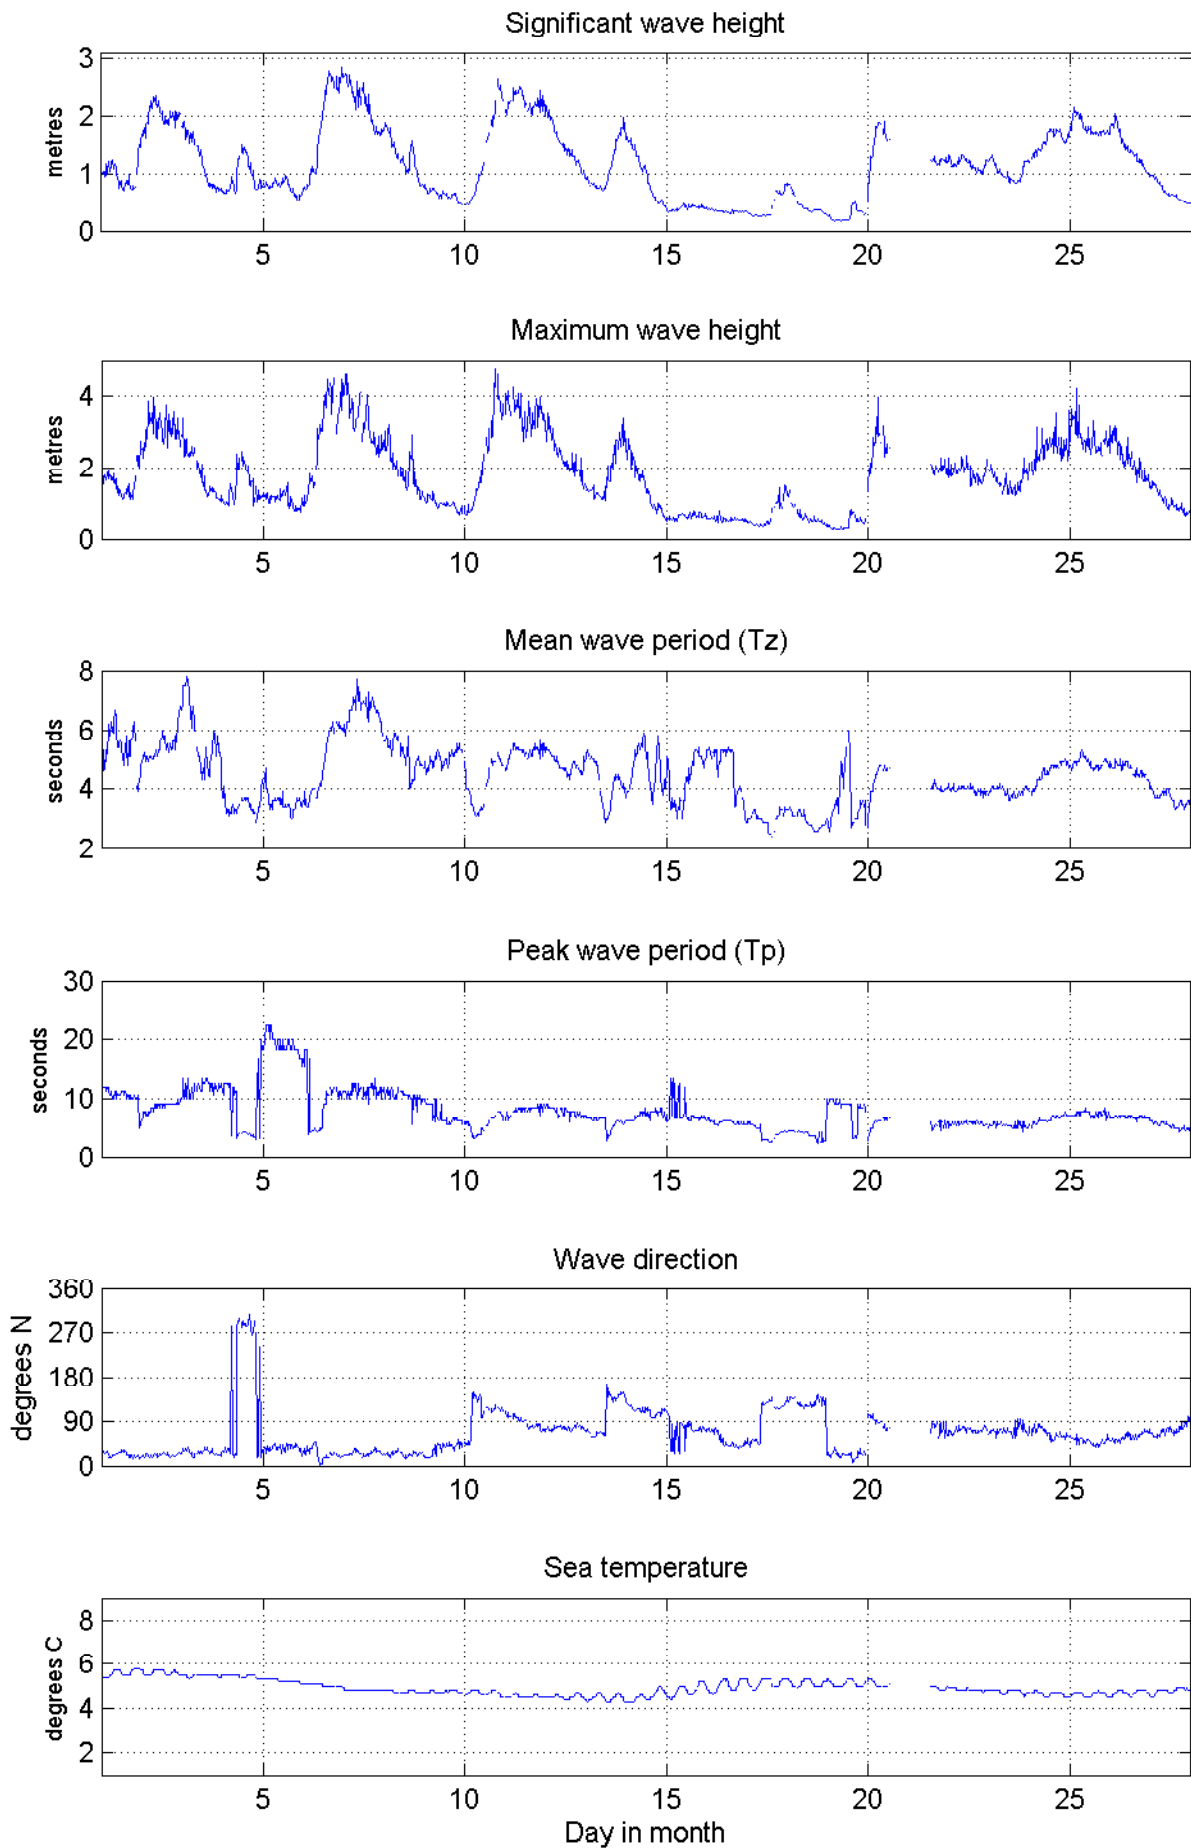 Significant wave height
3
2
1
0
metres
5 10 15 20 25
Maximum wave height
4
2
0
metres
5 10 15 20 25
Mean wave period (Tz)
8
6
4
2
seconds
5 10 15 20 25
Peak wave period (Tp)
30
20
10
0
seconds
5 10 15 20 25
Wave direction
360
270
180
90
0
degrees N
5 10 15 20 25
Sea temperature
8
6
4
2
degrees C
5 10 15 20 25
Day in month